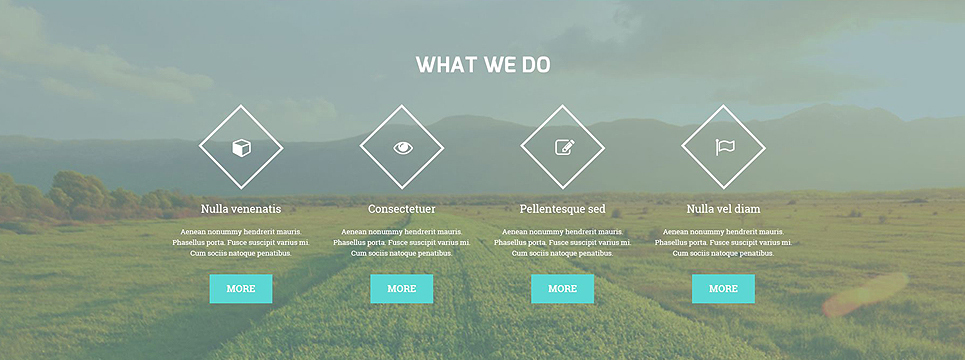 WHAT WE DO
Nulla venenatis
Aenean nonummy hendrerit mauris.
Phasellus porta. Fusce suscipit varius mi.
Cum sociis natoque penatibus.
MORE
Consectetuer
Aenean nonummy hendrerit mauris.
Phasellus porta. Fusce suscipit varius mi.
Cum sociis natoque penatibus.
MORE
Pellentesque sed
Aenean nonummy hendrerit mauris.
Phasellus porta. Fusce suscipit varius mi.
Cum sociis natoque penatibus.
MORE
Nulla vel diam
Aenean nonummy hendrerit mauris.
Phasellus porta. Fusce suscipit varius mi.
Cum sociis natoque penatibus.
MORE